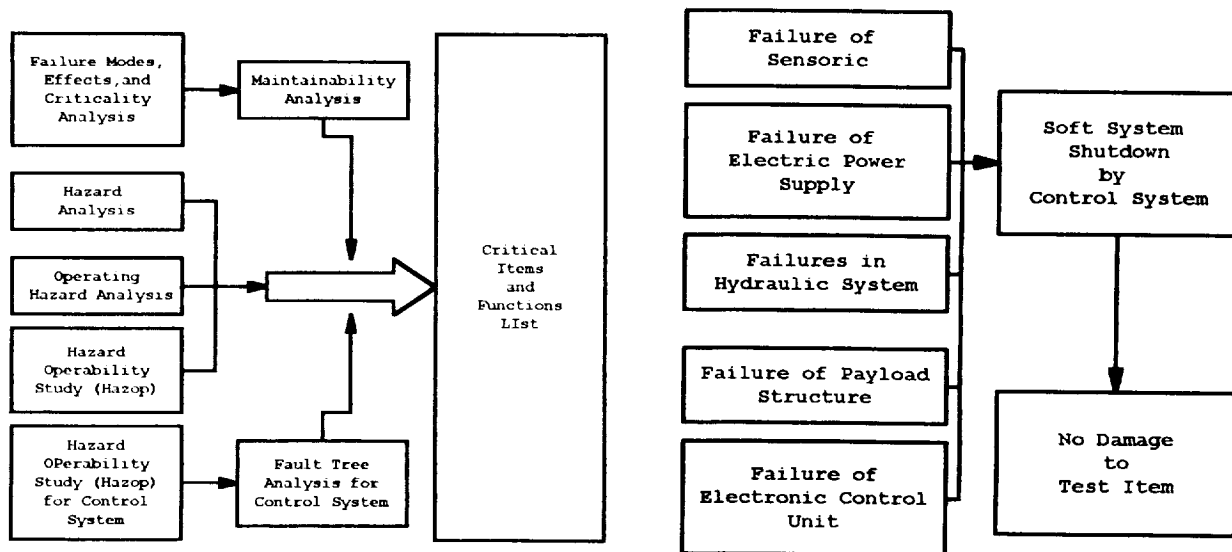 Failure Modes,
Effects,and
Criticality
Analysis
Maintainability
Analysis
Hazard
Analysis
Operating
Hazard Analysis
Hazard
Operability
Study (Hazop)
Hazard
OPerability
Study (Hazop)
for Control
System
Fault Tree
Analysis for
Control System
Critical
Items
and
Functions
LIst
Failure of
Sensoric
Failure of
Electric Power
Supply
Failures in
Hydraulic System
Failure of Payload
Structure
Failure of
Electronic Control
Unit
Soft System
Shutdown
by
Control System
No Damage
to
Test Item